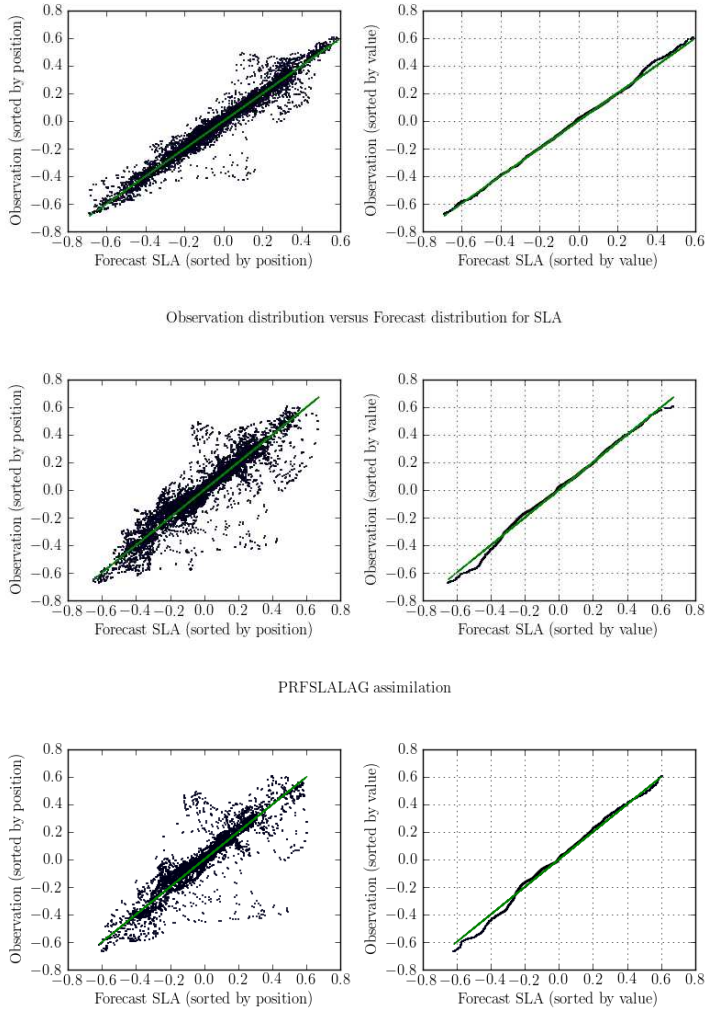 0.8
0.6
0.4
0.2
0.0
−0.2
−0.4
−0.6
−0.8
−0.8 −0.6 −0.4 −0.2 0.0 0.2 0.4 0.6
Forecast SLA (sorted by position)
Observation (sorted by position)
0.8
0.6
0.4
0.2
0.0
−0.2
−0.4
−0.6
−0.8
−0.8 −0.6 −0.4 −0.2 0.0 0.2 0.4 0.6
Forecast SLA (sorted by value)
Observation (sorted by value)
Observation distribution versus Forecast distribution for SLA
0.8
0.6
0.4
0.2
0.0
−0.2
−0.4
−0.6
−0.8
−0.8 −0.6 −0.4 −0.2 0.0 0.2 0.4 0.6 0.8
Forecast SLA (sorted by position)
Observation (sorted by position)
0.8
0.6
0.4
0.2
0.0
−0.2
−0.4
−0.6
−0.8
−0.8 −0.6 −0.4 −0.2 0.0 0.2 0.4 0.6 0.8
Forecast SLA (sorted by value)
Observation (sorted by value)
PRFSLALAG assimilation
0.8
0.6
0.4
0.2
0.0
−0.2
−0.4
−0.6
−0.8
−0.8 −0.6 −0.4 −0.2 0.0 0.2 0.4 0.6 0.8
Forecast SLA (sorted by position)
Observation (sorted by position)
0.8
0.6
0.4
0.2
0.0
−0.2
−0.4
−0.6
−0.8
−0.8 −0.6 −0.4 −0.2 0.0 0.2 0.4 0.6 0.8
Forecast SLA (sorted by value)
Observation (sorted by value)